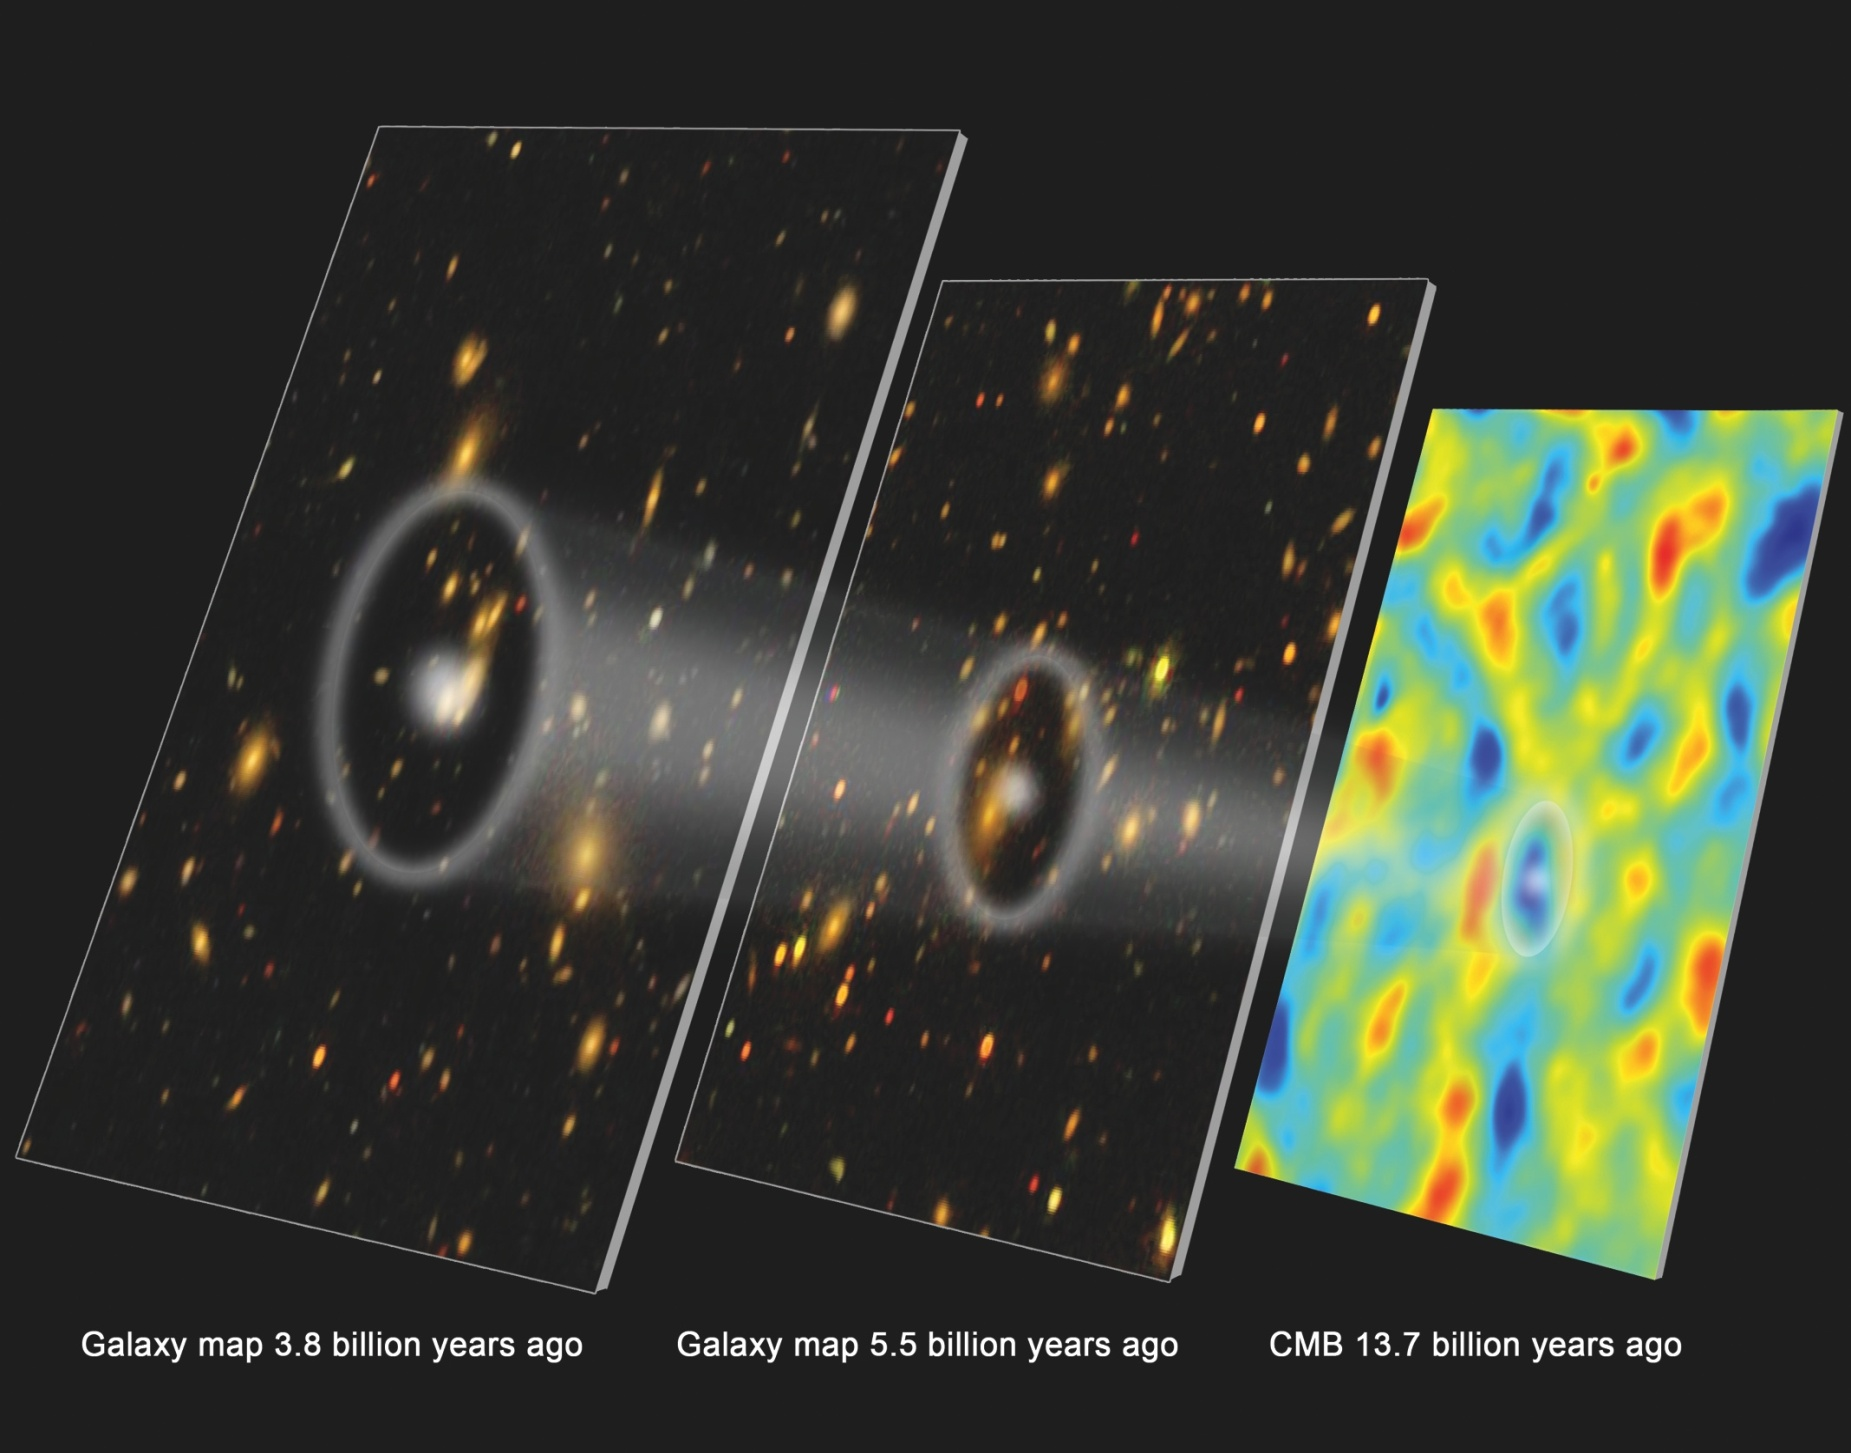 Galaxy map 3.8 billion years ago
Galaxy map 5.5 billion years ago
CMB 13.7 billion years ago